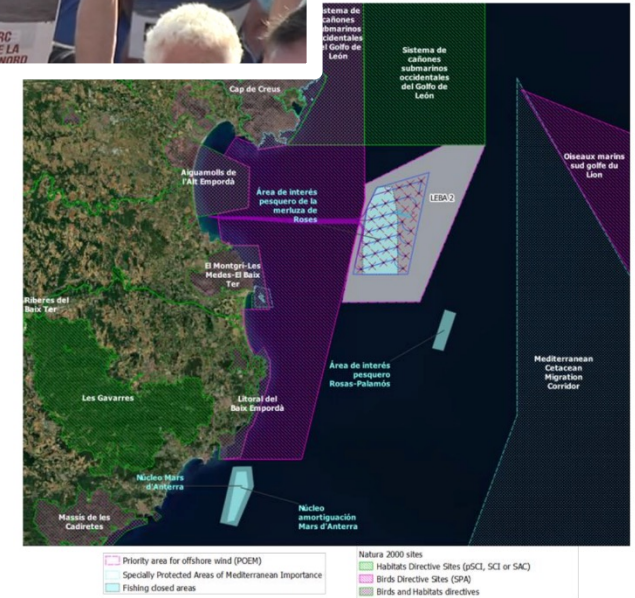 RC
E LA
NORD
stema de
cañones
ubmarinos
ccidentales
el Golfo de
León
Sistema de
cañones
submarinos
occidentales
del Golfo de
León
Cap de Creus
Oiseaux marins
sud golfe du
Lion
Aiguamolls de
l'Alt Empordà
Área de interés
pesquero de la
merluza de
Roses
LEBA-2
El Montgrí-Les
Medes-El Baix
Ter
Riberes del
Baix Ter
Área de interés
pesquero
Rosas-Palamós
Mediterranean
Cetacean
Migration
Corridor
Les Gavarres
Litoral del
Baix Empordà
Núcleo Mars
d'Anterra
Núcleo
amortiguación
Mars d'Anterra
Massís de les
Cadiretes
Priority area for offshore wind (POEM)
Specially Protected Areas of Mediterranean Importance
Fishing closed areas
Natura 2000 sites
Habitats Directive Sites (pSCI, SCI or SAC)
Birds Directive Sites (SPA)
Birds and Habitats directives